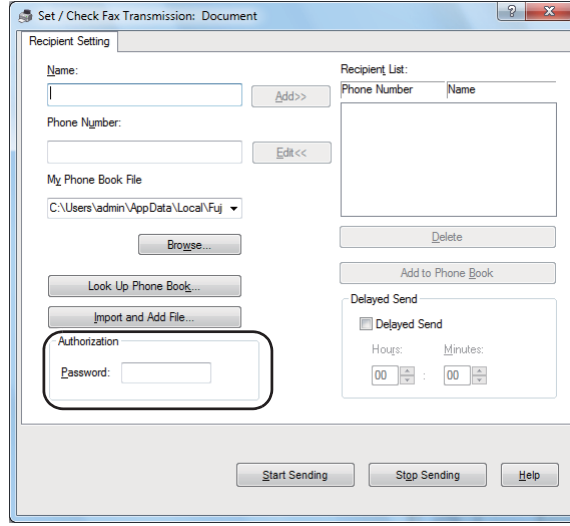 Set / Check Fax Transmission: Document
?
X
Recipient Setting
Name:
Add>>
Phone Number:
Edit<<
My Phone Book File
C:\Users\admin\AppData\Local\Fuj
Browse...
Look Up Phone Book...
Import and Add File...
Authorization
Password:
Recipient List:
Phone Number Name
Delete
Add to Phone Book
Delayed Send
Delayed Send
Hours: Minutes:
00 : 00
Start Sending Stop Sending Help